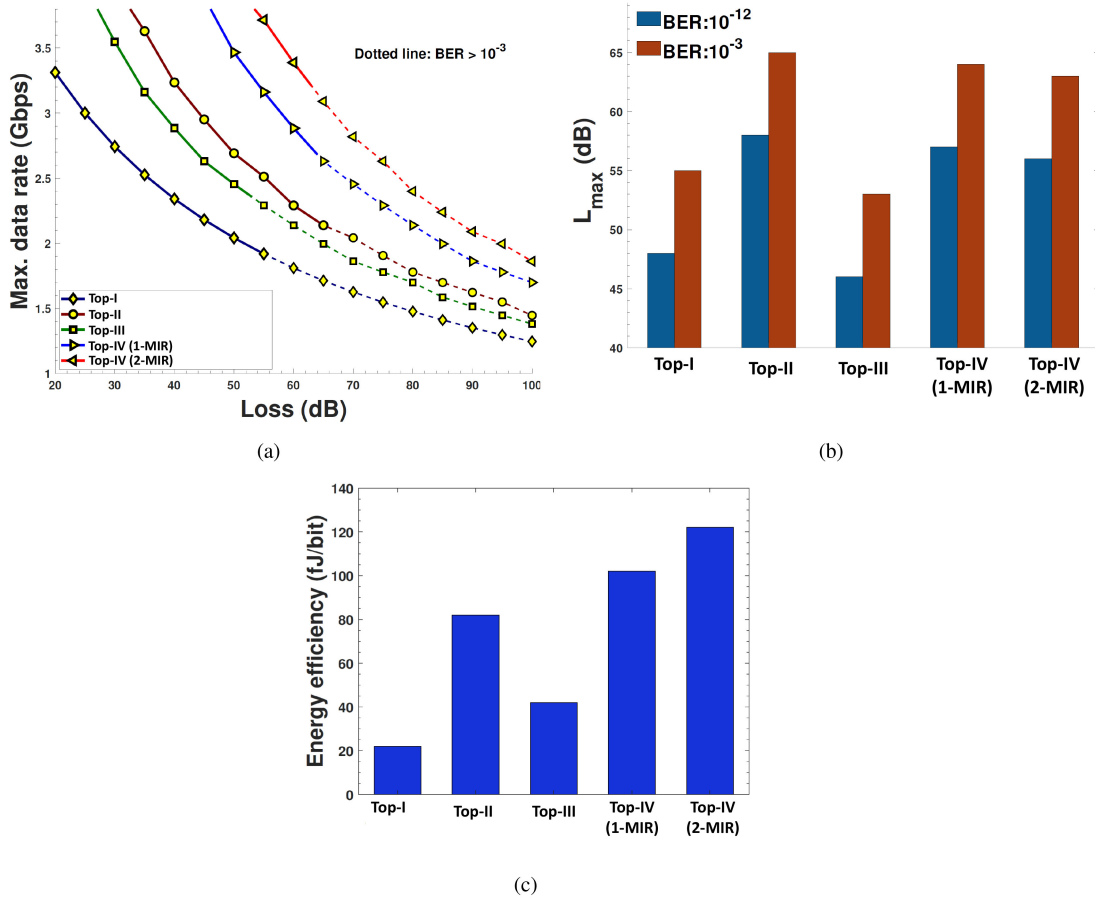 3.5
3
2.5
2
1.5
1
Max. data rate (Gbps)
Dotted line: BER > 10^-3
Top-I
Top-II
Top-III
Top-IV (1-MIR)
Top-IV (2-MIR)
20 30 40 50 60 70 80 90 100
Loss (dB)
(a)
BER:10^-12
BER:10^-3
65
60
55
50
45
40
L_max (dB)
Top-I Top-II Top-III Top-IV (1-MIR) Top-IV (2-MIR)
(b)
140
120
100
80
60
40
20
0
Energy efficiency (fJ/bit)
Top-I Top-II Top-III Top-IV (1-MIR) Top-IV (2-MIR)
(c)